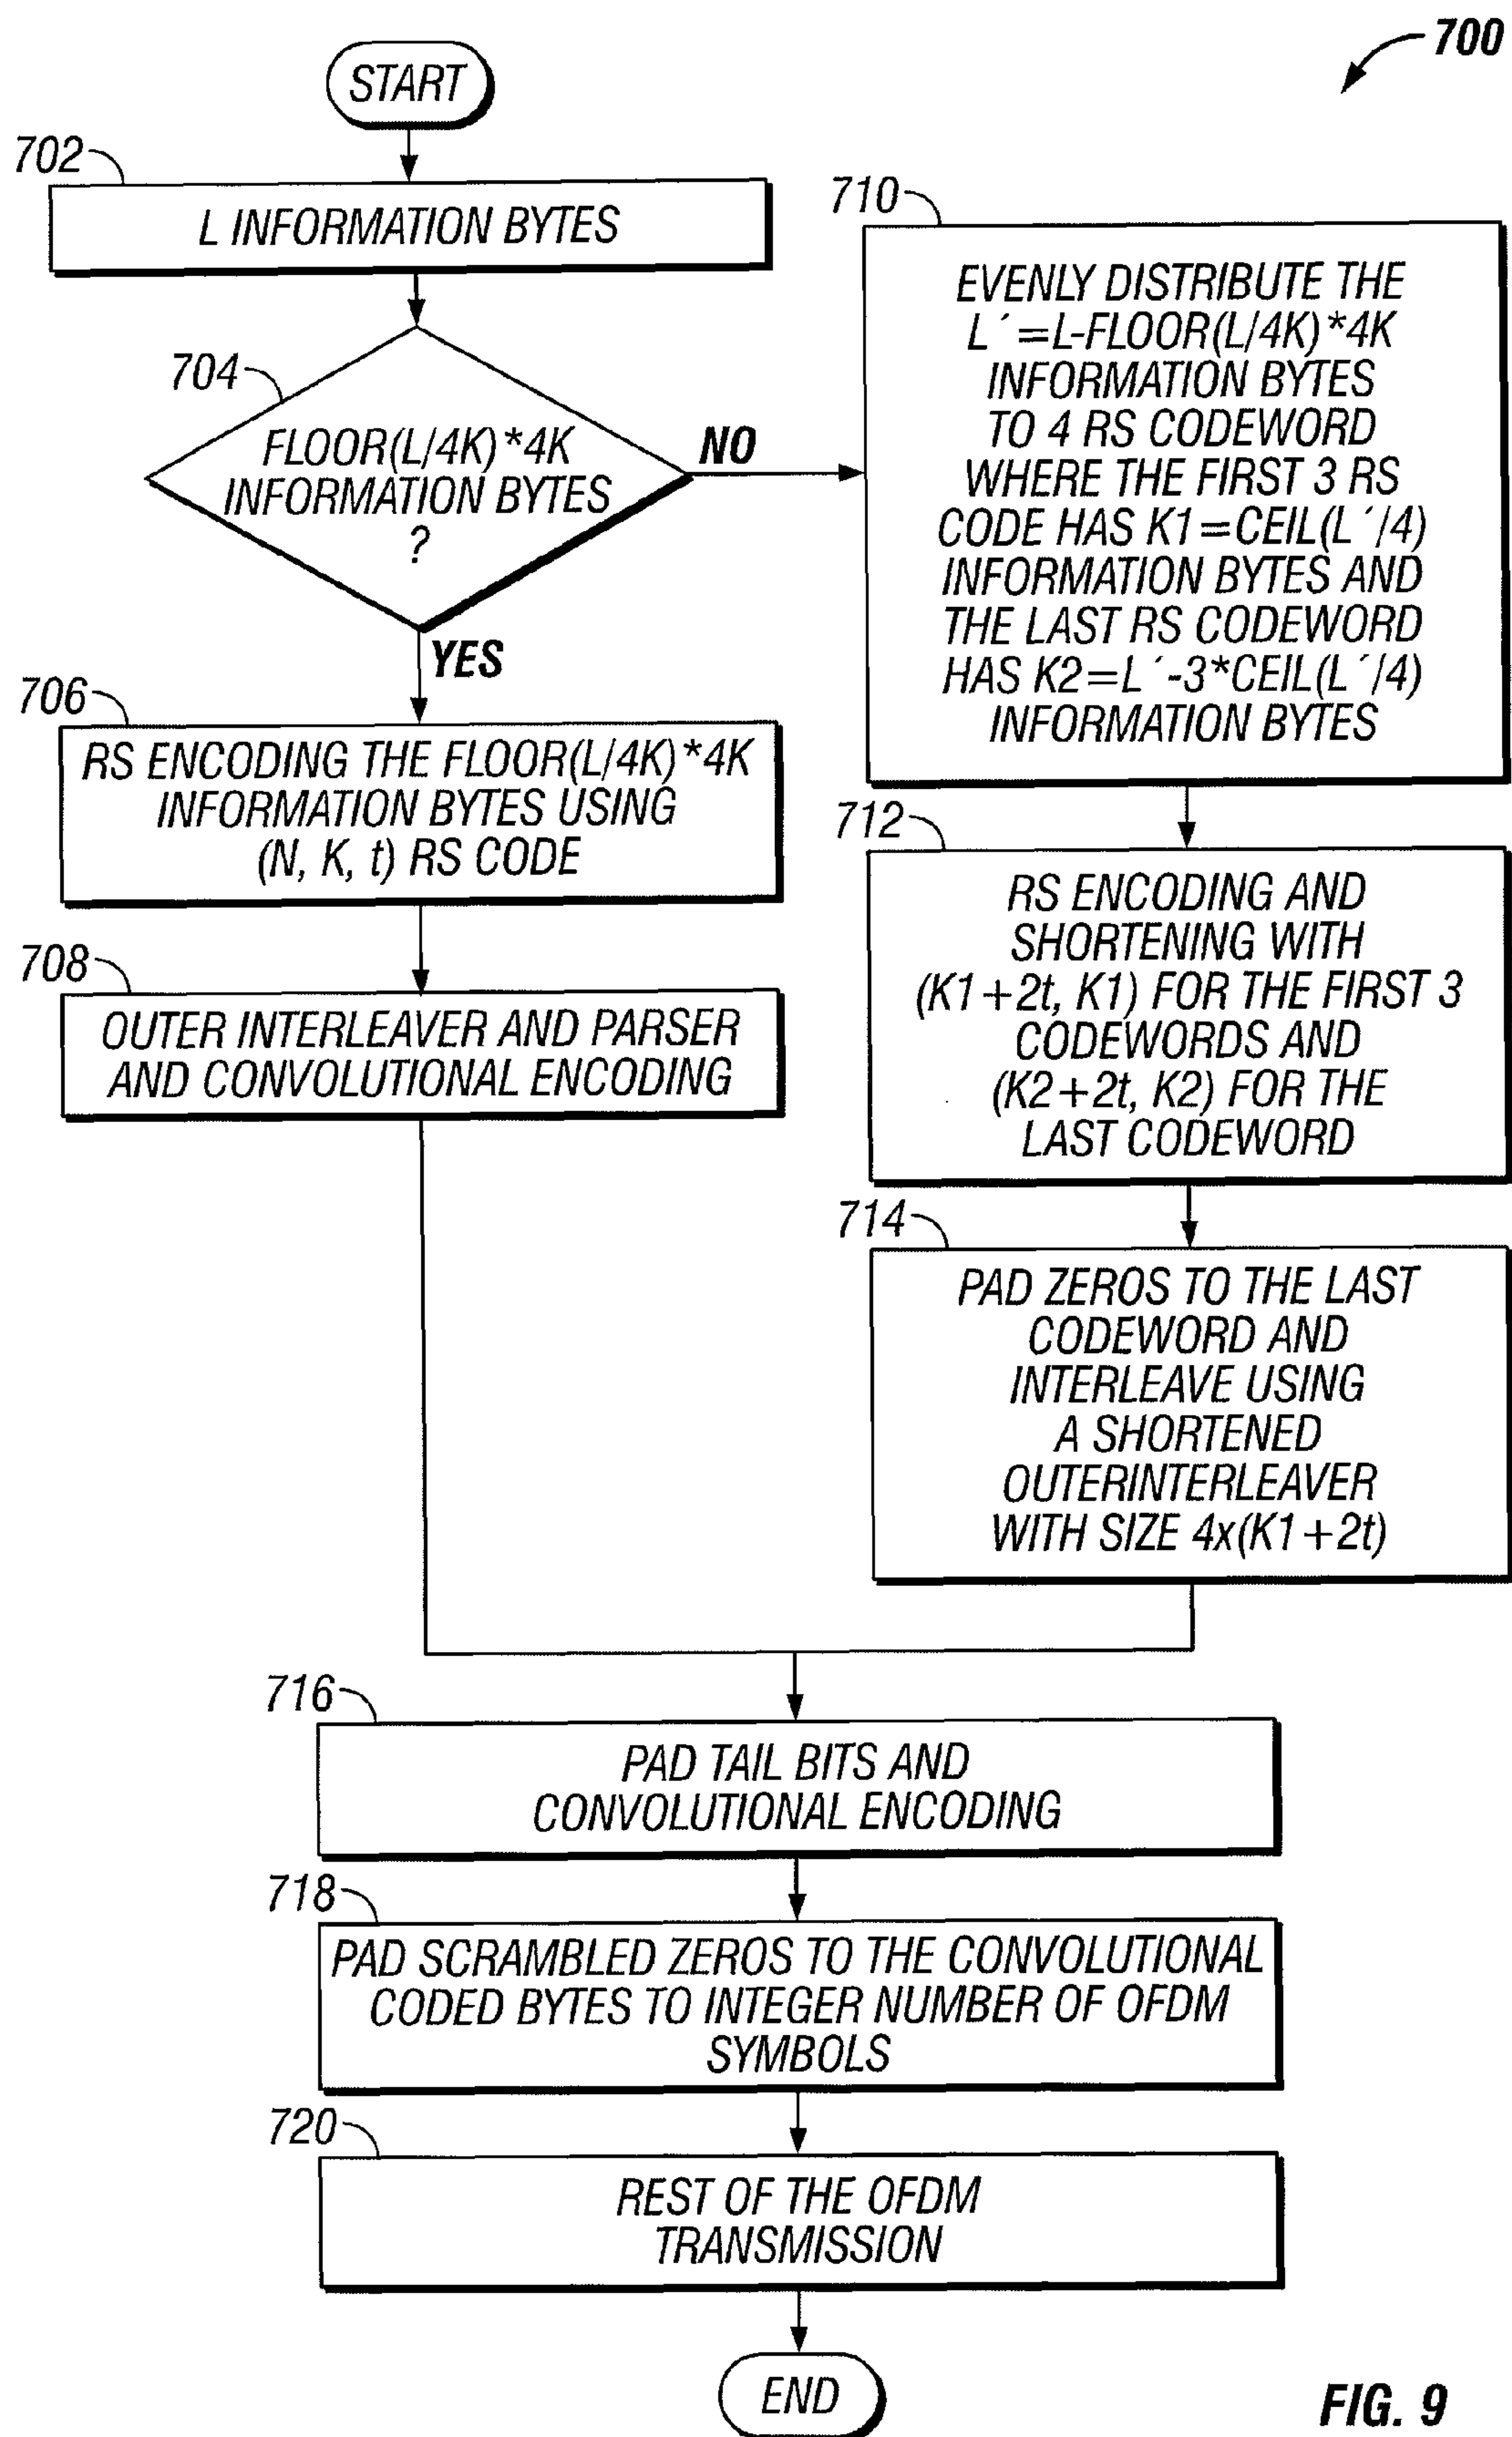 700
START
702
L INFORMATION BYTES
704
FLOOR(L/4K)*4K
INFORMATION BYTES
?
NO
YES
706
RS ENCODING THE FLOOR(L/4K)*4K
INFORMATION BYTES USING
(N, K, t) RS CODE
708
OUTER INTERLEAVER AND PARSER
AND CONVOLUTIONAL ENCODING
710
EVENLY DISTRIBUTE THE
L´=L-FLOOR(L/4K)*4K
INFORMATION BYTES
TO 4 RS CODEWORD
WHERE THE FIRST 3 RS
CODE HAS K1=CEIL(L´/4)
INFORMATION BYTES AND
THE LAST RS CODEWORD
HAS K2=L´-3*CEIL(L´/4)
INFORMATION BYTES
712
RS ENCODING AND
SHORTENING WITH
(K1+2t, K1) FOR THE FIRST 3
CODEWORDS AND
(K2+2t, K2) FOR THE
LAST CODEWORD
714
PAD ZEROS TO THE LAST
CODEWORD AND
INTERLEAVE USING
A SHORTENED
OUTERINTERLEAVER
WITH SIZE 4x(K1+2t)
716
PAD TAIL BITS AND
CONVOLUTIONAL ENCODING
718
PAD SCRAMBLED ZEROS TO THE CONVOLUTIONAL
CODED BYTES TO INTEGER NUMBER OF OFDM
SYMBOLS
720
REST OF THE OFDM
TRANSMISSION
END
FIG. 9